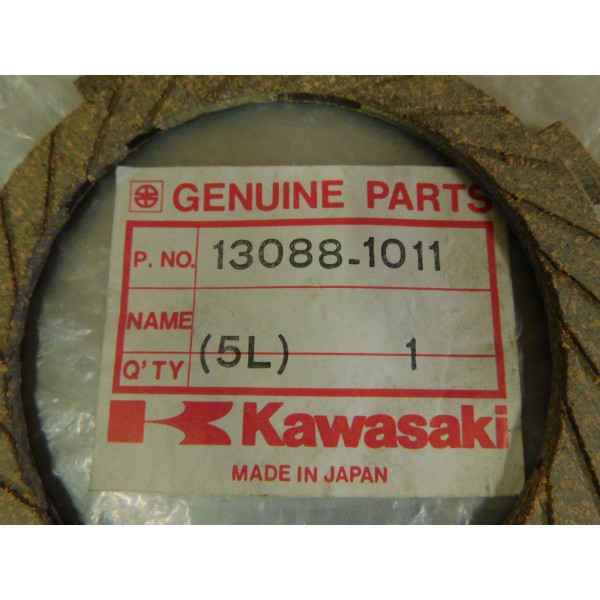 GENUINE PARTS
P. NO. 13088-1011
NAME
Q'TY (5L) 1
Kawasaki
MADE IN JAPAN